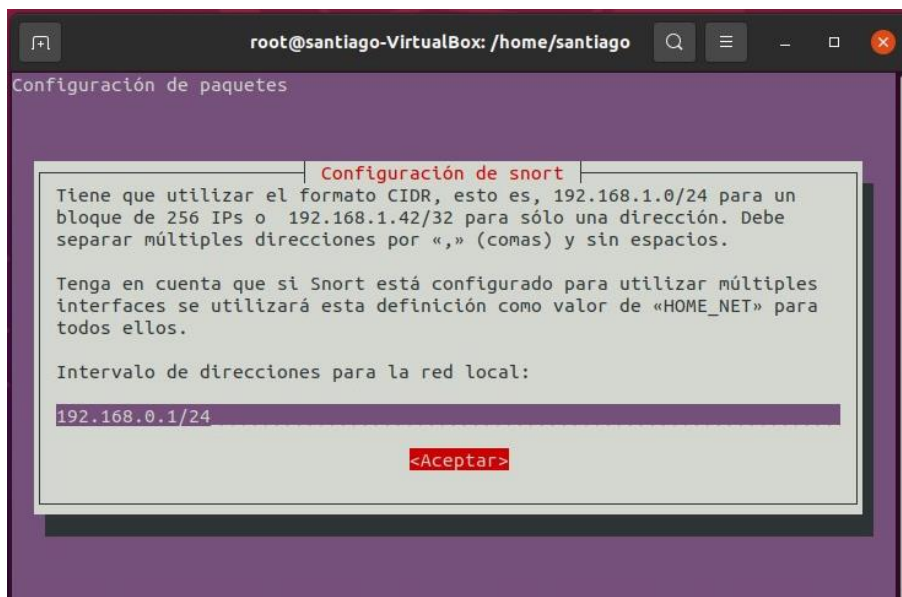 root@santiago-VirtualBox: /home/santiago
Configuración de paquetes
Configuración de snort
Tiene que utilizar el formato CIDR, esto es, 192.168.1.0/24 para un
bloque de 256 IPs o  192.168.1.42/32 para sólo una dirección. Debe
separar múltiples direcciones por «,» (comas) y sin espacios.
Tenga en cuenta que si Snort está configurado para utilizar múltiples
interfaces se utilizará esta definición como valor de «HOME_NET» para
todos ellos.
Intervalo de direcciones para la red local:
192.168.0.1/24
<Aceptar>